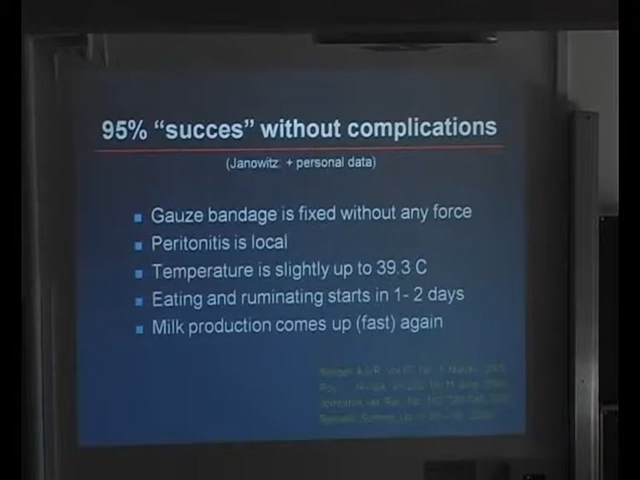 95% “succes” without complications
(Janowitz: + personal data)
Gauze bandage is fixed without any force
Peritonitis is local
Temperature is slightly up to 39.3 C
Eating and ruminating starts in 1- 2 days
Milk production comes up (fast) again